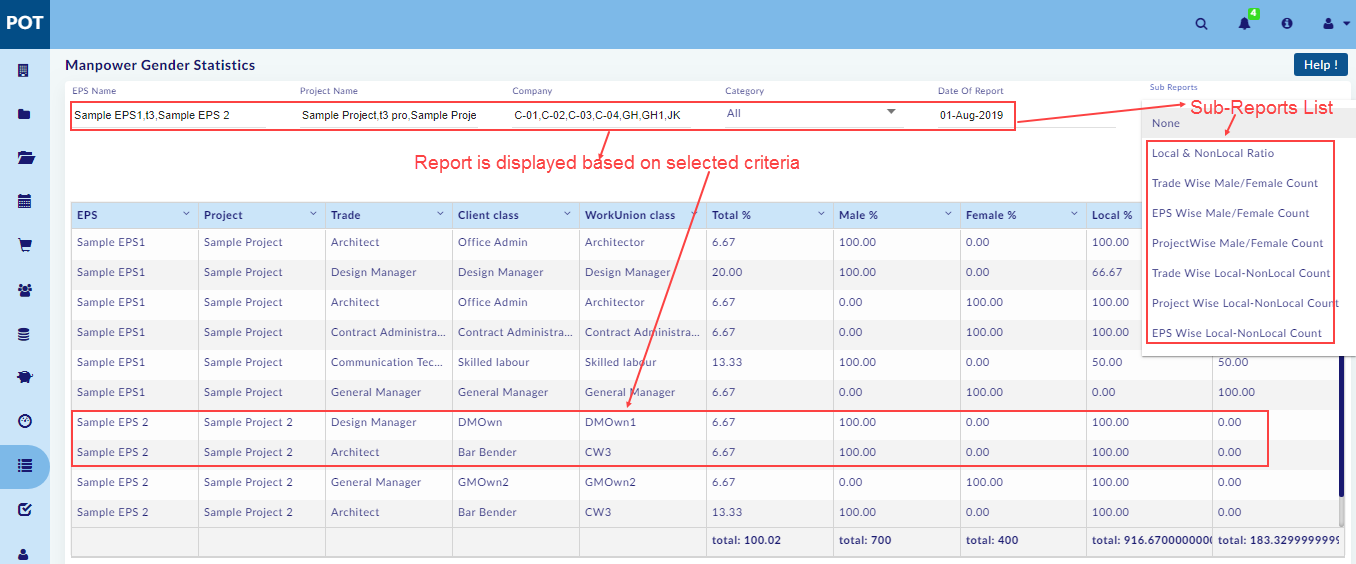 POT
4
Manpower Gender Statistics
Help !
EPS Name Project Name Company Category Date Of Report Sub Reports
Sample EPS1,t3,Sample EPS 2 Sample Project,t3 pro,Sample Proje C-01,C-02,C-03,C-04,GH,GH1,JK All 01-Aug-2019
Sub-Reports List
None
Report is displayed based on selected criteria
Local & NonLocal Ratio
Trade Wise Male/Female Count
EPS Wise Male/Female Count
ProjectWise Male/Female Count
Trade Wise Local-NonLocal Count
Project Wise Local-NonLocal Count
EPS Wise Local-NonLocal Count
EPS Project Trade Client class WorkUnion class Total % Male % Female % Local %
Sample EPS1 Sample Project Architect Office Admin Architector 6.67 100.00 0.00 100.00
Sample EPS1 Sample Project Design Manager Design Manager Design Manager 20.00 100.00 0.00 66.67
Sample EPS1 Sample Project Architect Office Admin Architector 6.67 0.00 100.00 100.00
Sample EPS1 Sample Project Contract Administra... Contract Administra... Contract Administra... 6.67 0.00 100.00 100.00
Sample EPS1 Sample Project Communication Tec... Skilled labour Skilled labour 13.33 100.00 0.00 50.00 50.00
Sample EPS1 Sample Project General Manager General Manager General Manager 6.67 0.00 100.00 0.00 100.00
Sample EPS 2 Sample Project 2 Design Manager DMOwn DMOwn1 6.67 100.00 0.00 100.00 0.00
Sample EPS 2 Sample Project 2 Architect Bar Bender CW3 6.67 100.00 0.00 100.00 0.00
Sample EPS 2 Sample Project 2 General Manager GMOwn2 GMOwn2 6.67 0.00 100.00 100.00 0.00
Sample EPS 2 Sample Project 2 Architect Bar Bender CW3 13.33 100.00 0.00 100.00 0.00
total: 100.02 total: 700 total: 400 total: 916.6700000000 total: 183.3299999999